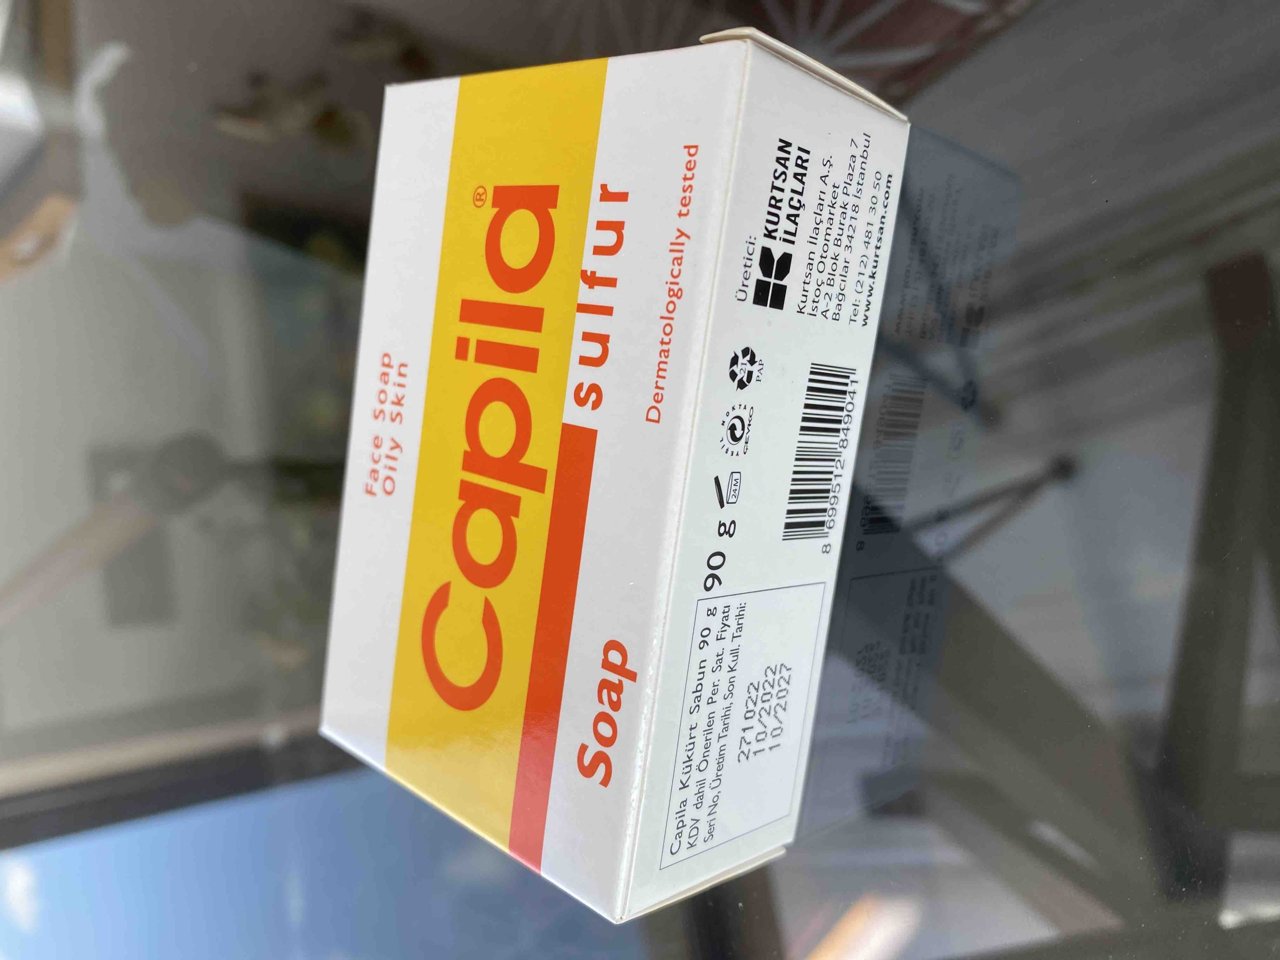 Face Soap
Oily Skin
Capila®
sulfur
Soap
Dermatologically tested
Capila Kükürt Sabun 90 g
KDV dahil Önerilen Per. Sat. Fiyatı
Seri No, Üretim Tarihi, Son Kull. Tarihi:
271022
10/2022
10/2027
90 g
24M
ÇEVKO
21
PAP
8 699512 849041
Üretici:
KURTSAN
İLAÇLARI
Kurtsan İlaçları A.Ş.
İstoç Otomarket
A-2 Blok Burak Plaza 7
Bağcılar 34218 İstanbul
Tel: (212) 481 30 50
www.kurtsan.com